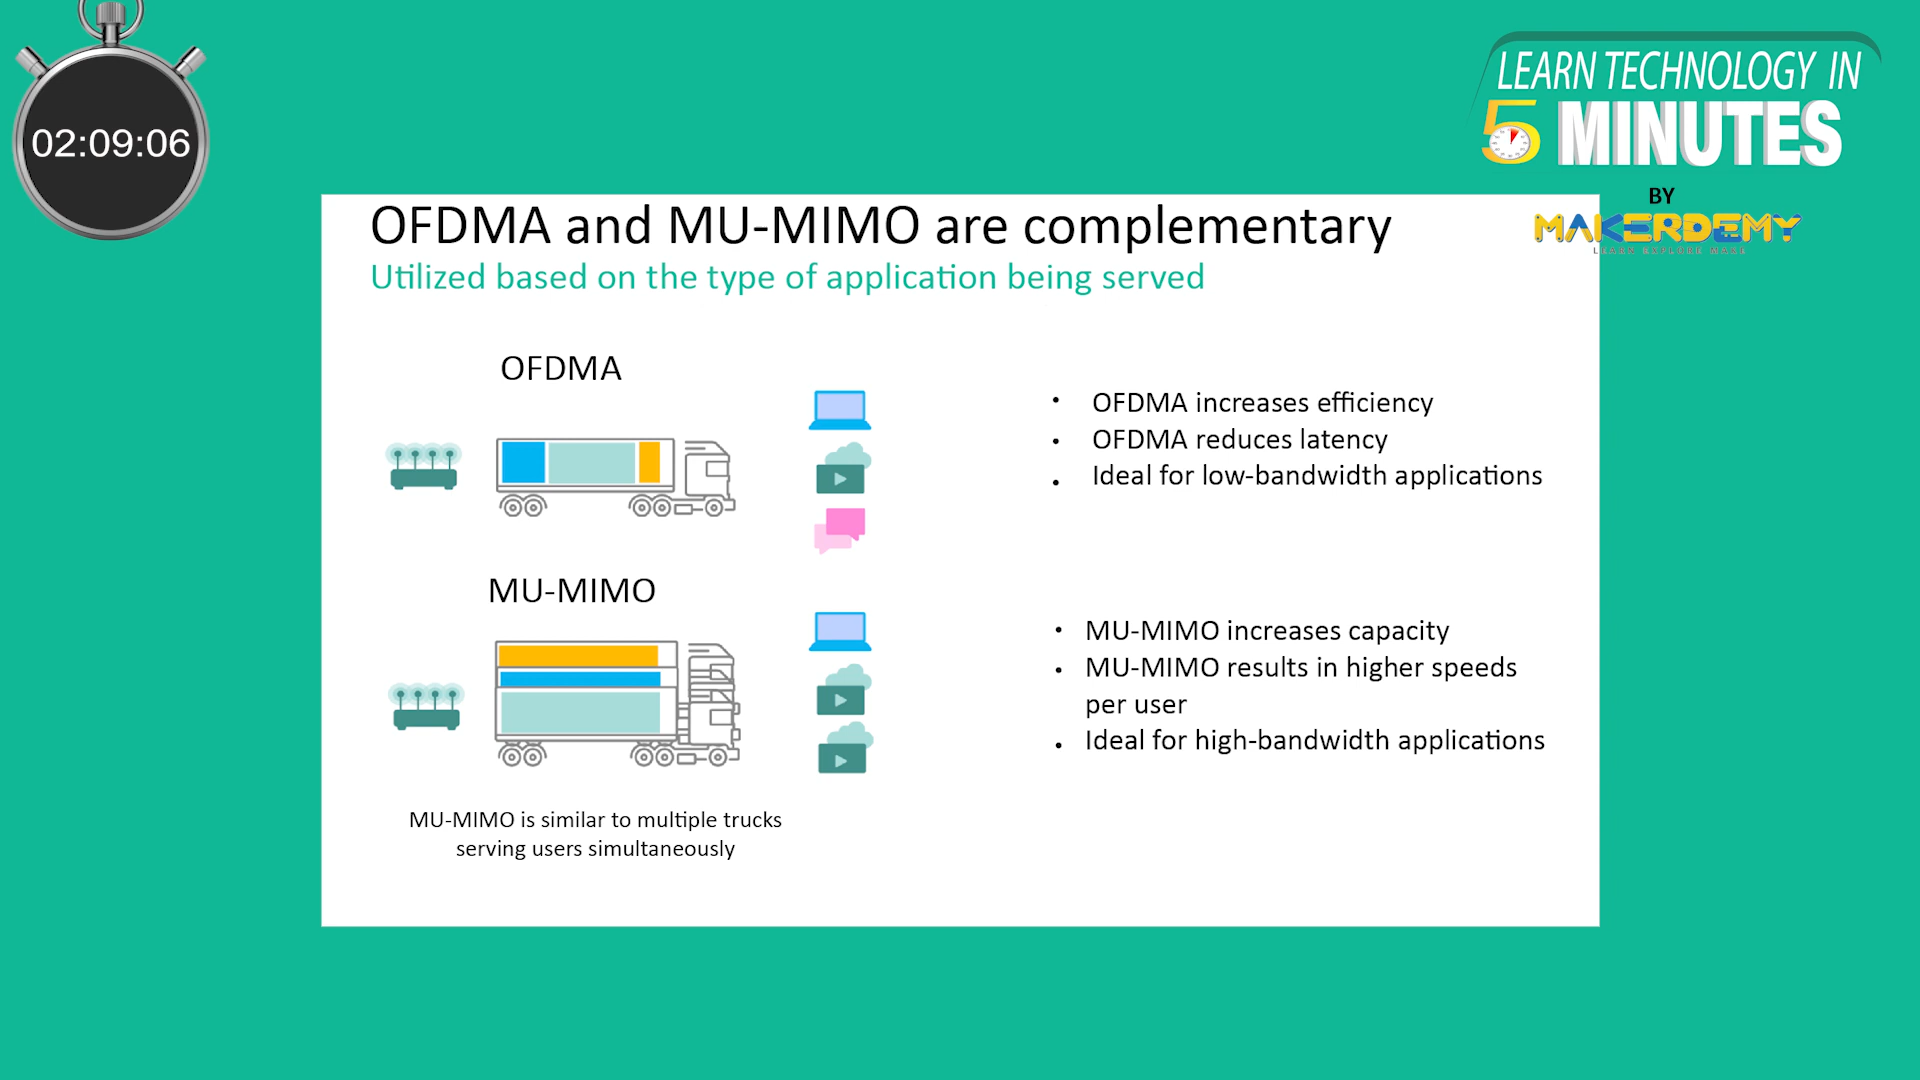 02:09:06
LEARN TECHNOLOGY IN
5 MINUTES
BY
MAKERDEMY
LEARN EXPLORE MAKE
OFDMA and MU-MIMO are complementary
Utilized based on the type of application being served
OFDMA
• OFDMA increases efficiency
• OFDMA reduces latency
• Ideal for low-bandwidth applications
MU-MIMO
• MU-MIMO increases capacity
• MU-MIMO results in higher speeds
per user
• Ideal for high-bandwidth applications
MU-MIMO is similar to multiple trucks
serving users simultaneously